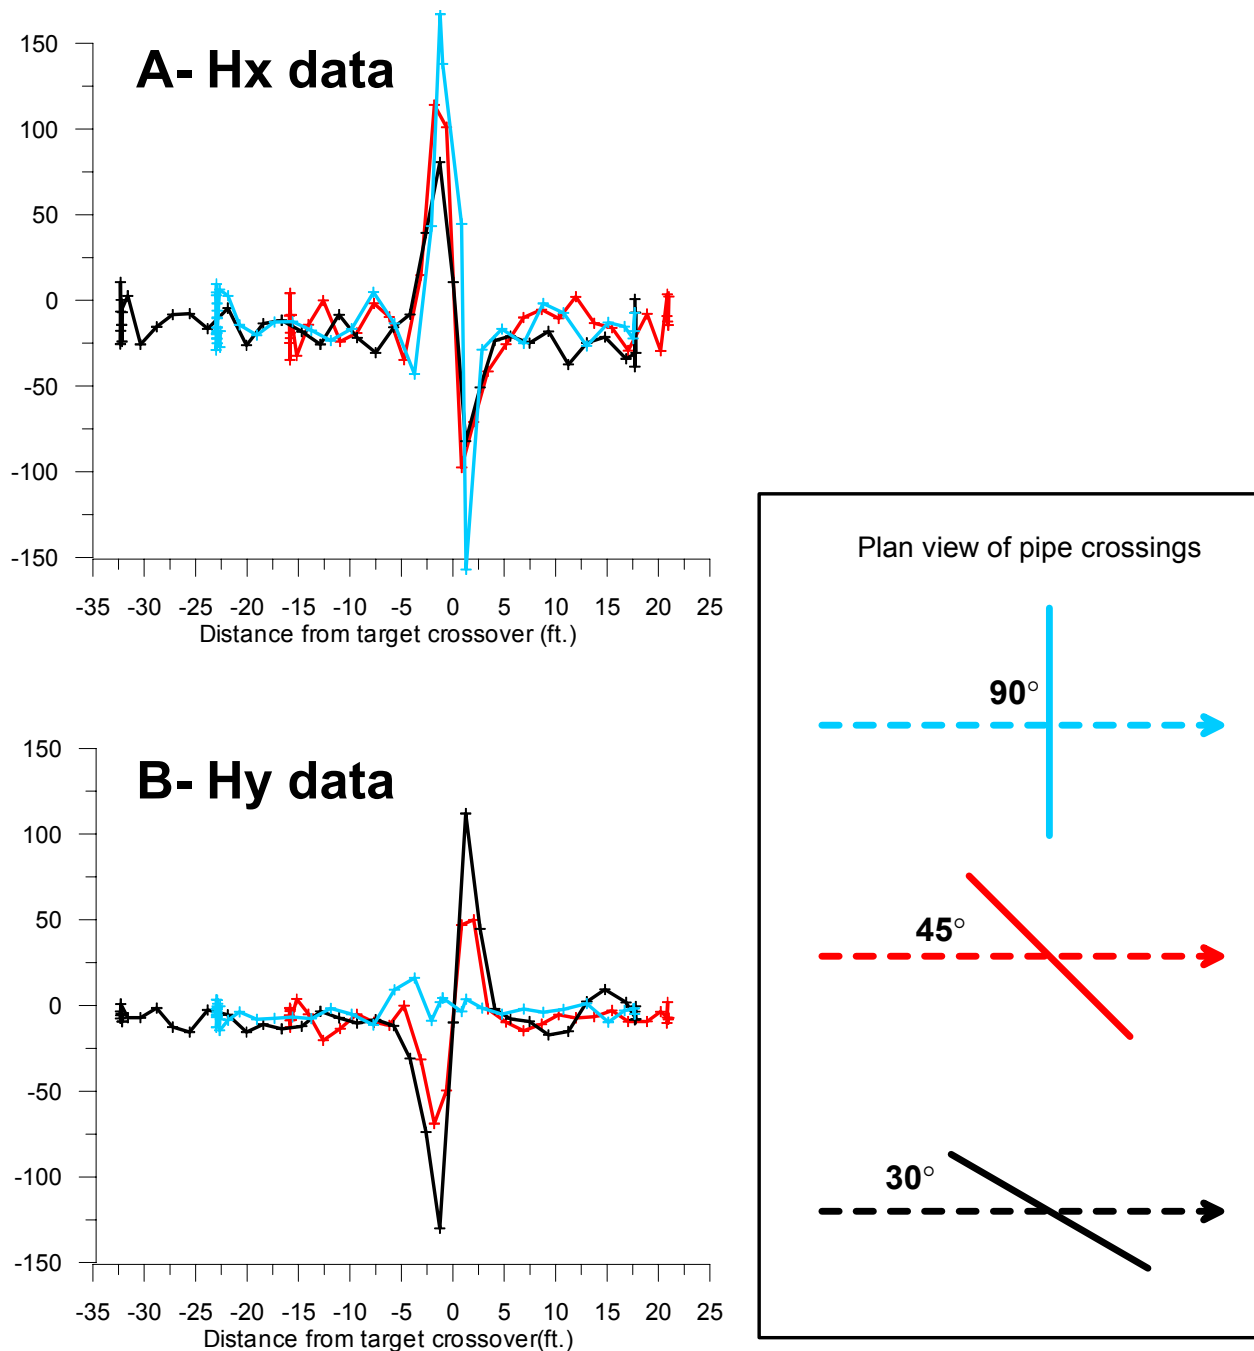 A- Hx data
150
100
50
0
-50
-100
-150
-35 -30 -25 -20 -15 -10 -5 0 5 10 15 20 25
Distance from target crossover (ft.)
B- Hy data
150
100
50
0
-50
-100
-150
-35 -30 -25 -20 -15 -10 -5 0 5 10 15 20 25
Distance from target crossover(ft.)
Plan view of pipe crossings
90°
45°
30°